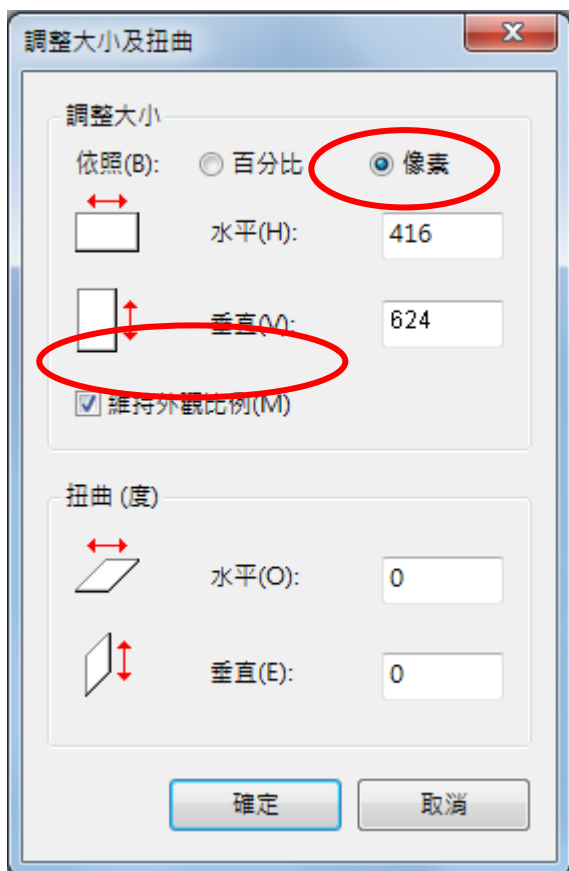 調整大小及扭曲
調整大小
依照(B): 百分比 像素
水平(H): 416
垂直(V): 624
維持外觀比例(M)
扭曲 (度)
水平(O): 0
垂直(E): 0
確定 取消